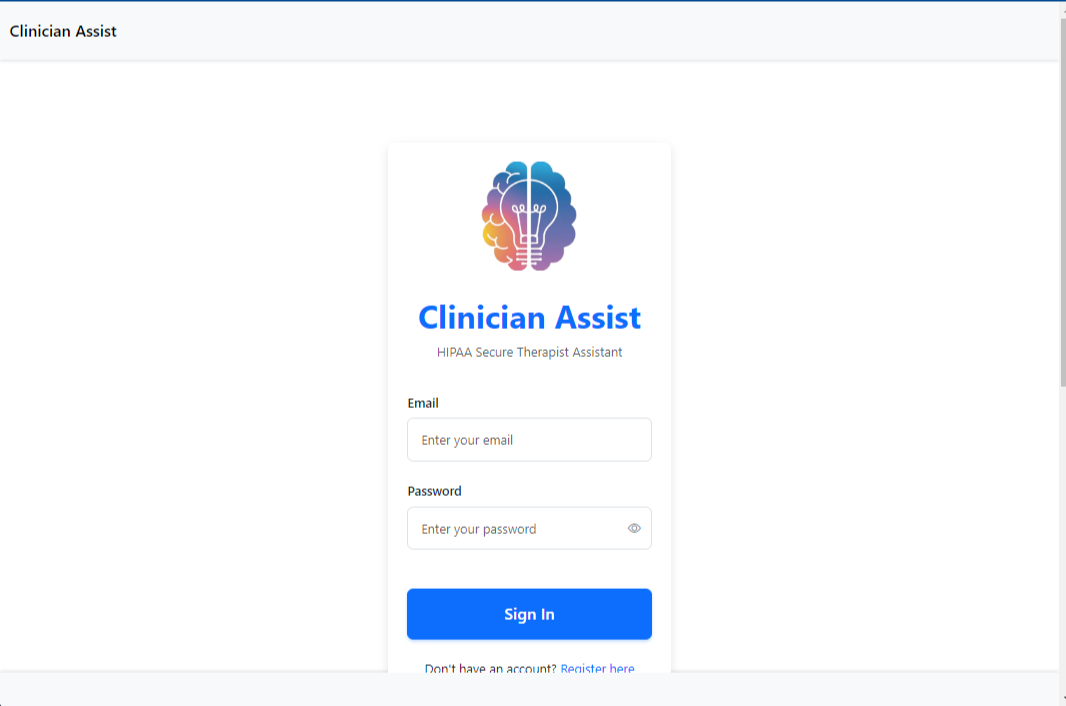 Clinician Assist
Clinician Assist
HIPAA Secure Therapist Assistant
Email
Enter your email
Password
Enter your password
Sign In
Don't have an account? Register here